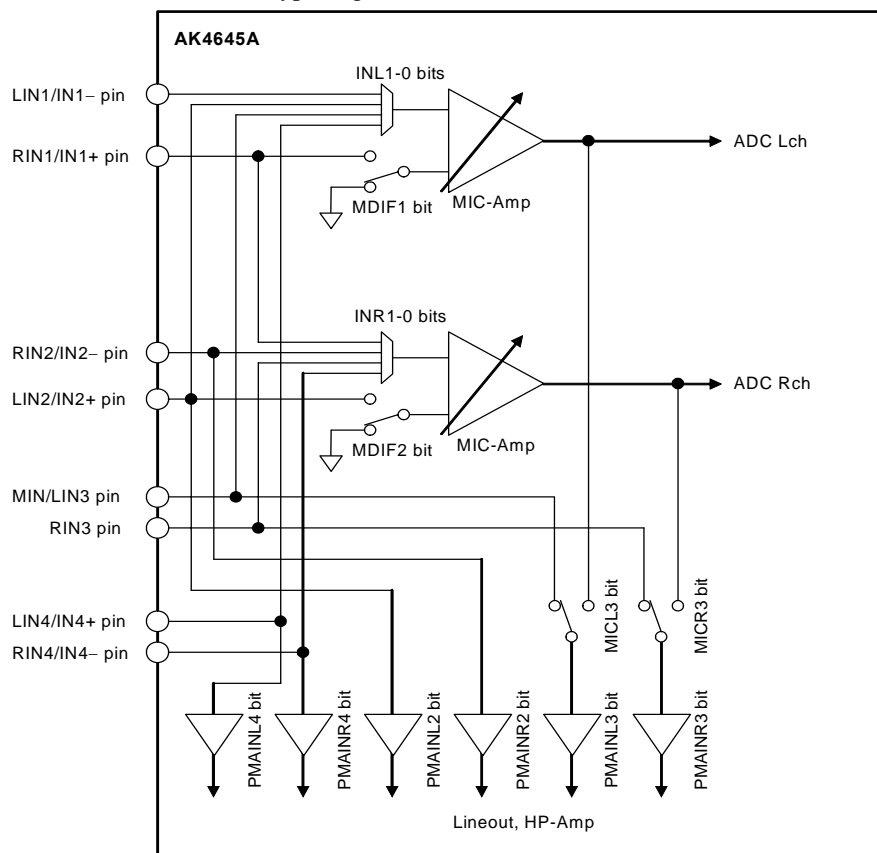 AK4645A
INL1-0 bits
LIN1/IN1− pin
ADC Lch
RIN1/IN1+ pin
MDIF1 bit
MIC-Amp
INR1-0 bits
RIN2/IN2− pin
ADC Rch
LIN2/IN2+ pin
MDIF2 bit
MIC-Amp
MIN/LIN3 pin
RIN3 pin
MICL3 bit
MICR3 bit
LIN4/IN4+ pin
RIN4/IN4− pin
PMAINL4 bit
PMAINR4 bit
PMAINL2 bit
PMAINR2 bit
PMAINL3 bit
PMAINR3 bit
Lineout, HP-Amp